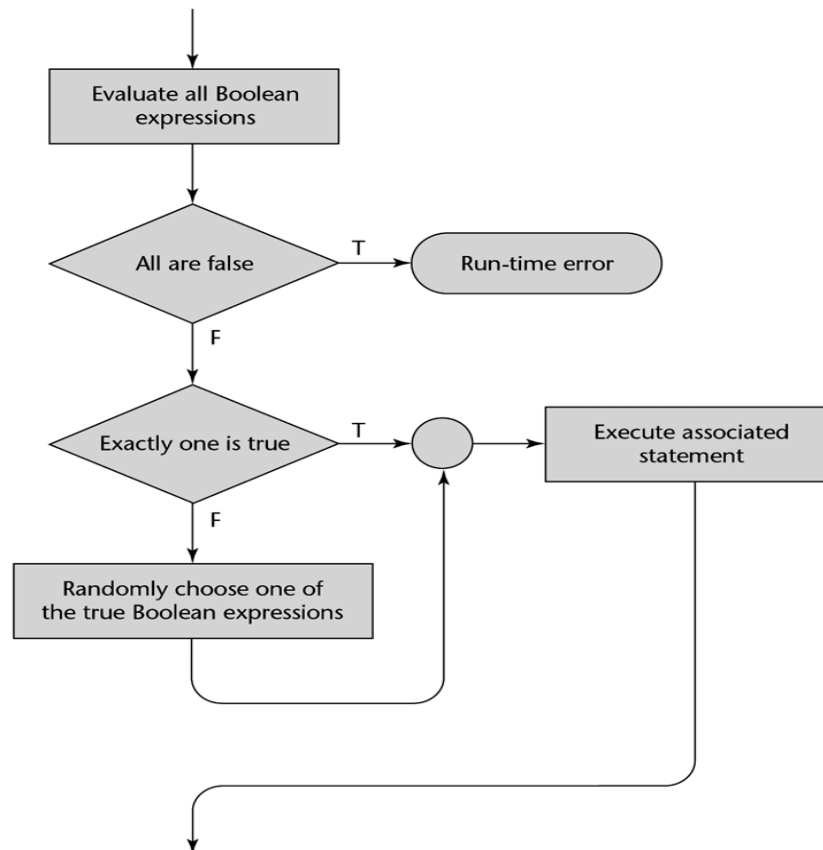 Evaluate all Boolean
expressions
All are false
T
Run-time error
F
Exactly one is true
T
Execute associated
statement
F
Randomly choose one of
the true Boolean expressions